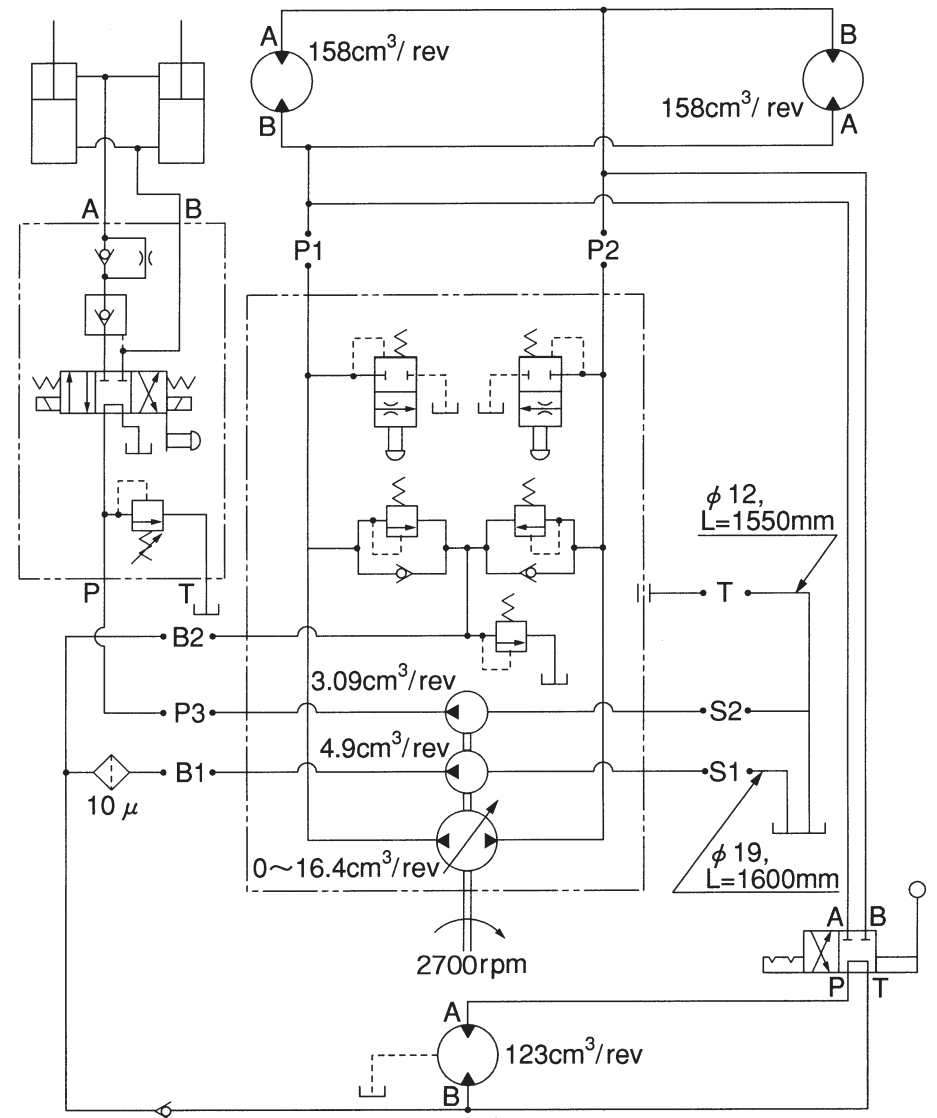 A
158cm³/ rev
B
B
158cm³/ rev
A
A
B
P1
P2
φ 12,
L=1550mm
P
T
T
B2
3.09cm³/rev
P3
S2
4.9cm³/rev
B1
S1
10 μ
0～16.4cm³/rev
φ 19,
L=1600mm
A
B
2700rpm
P
T
A
123cm³/rev
B